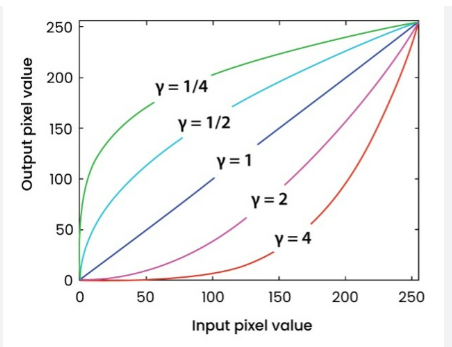 250
200
150
100
50
0
Output pixel value
γ = 1/4
γ = 1/2
γ = 1
γ = 2
γ = 4
0 50 100 150 200 250
Input pixel value